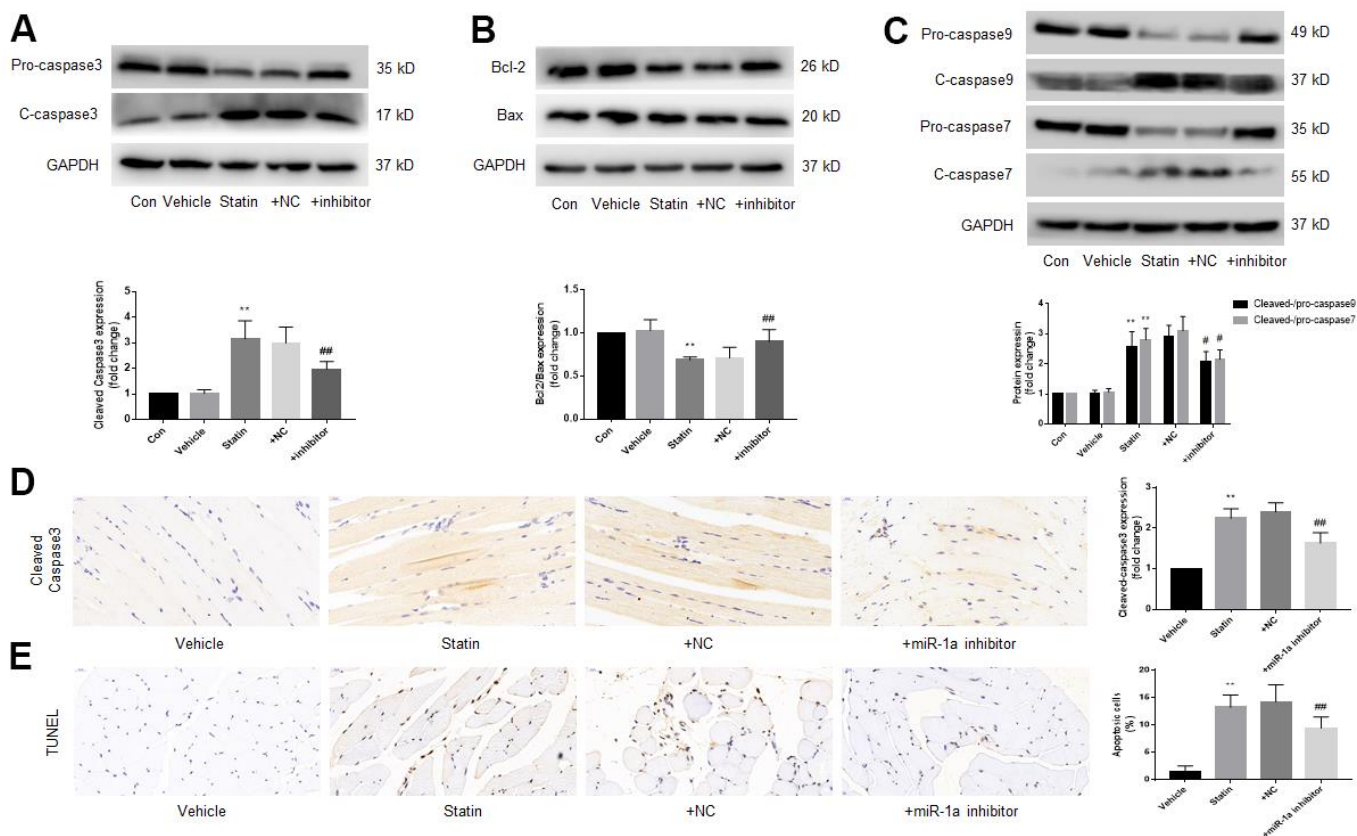 A
Pro-caspase3
35 kD
C-caspase3
17 kD
GAPDH
37 kD
Con Vehicle Statin +NC +inhibitor
Cleaved Caspase3 expression
(fold change)
5
4
3
2
1
0
**
##
Con
Vehicle
Statin
+NC
+inhibitor
B
Bcl-2
26 kD
Bax
20 kD
GAPDH
37 kD
Con Vehicle Statin +NC +inhibitor
Bcl2/Bax expression
(fold change)
1.5
1.0
0.5
0.0
**
##
Con
Vehicle
Statin
+NC
+inhibitor
C
Pro-caspase9
49 kD
C-caspase9
37 kD
Pro-caspase7
35 kD
C-caspase7
55 kD
GAPDH
37 kD
Con Vehicle Statin +NC +inhibitor
Protein expressin
(fold change)
4
3
2
1
0
** **
# #
Cleaved-/pro-caspase9
Cleaved-/pro-caspase7
Con
Vehicle
Statin
+NC
+inhibitor
D
Cleaved
Caspase3
Vehicle
Statin
+NC
+miR-1a inhibitor
Cleaved-caspase3 expression
(fold change)
3
2
1
0
**
##
Vehicle
Statin
+NC
+miR-1a inhibitor
E
TUNEL
Vehicle
Statin
+NC
+miR-1a inhibitor
Apoptosic cells
(%)
20
16
12
8
4
0
**
##
Vehicle
Statin
+NC
+miR-1a inhibitor